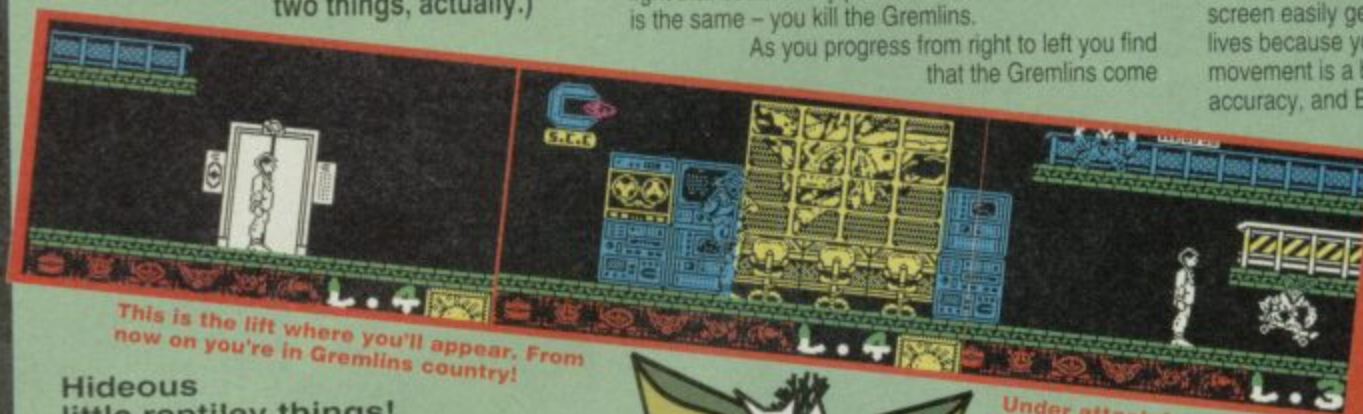 two things, actually.)
is the same – you kill the Gremlins.
As you progress from right to left you find
that the Gremlins come
screen easily
lives because
movement is a
accuracy, and
S.C.C
L.4
L.4
L.3
This is the lift where you'll appear. From
now on you're in Gremlins country!
Hideous
little reptiley things!
Under